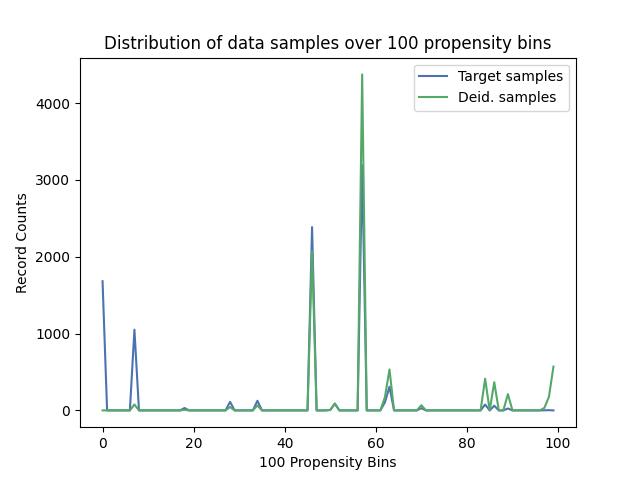 Distribution of data samples over 100 propensity bins
Target samples
Deid. samples
4000
3000
2000
1000
0
Record Counts
0 20 40 60 80 100
100 Propensity Bins